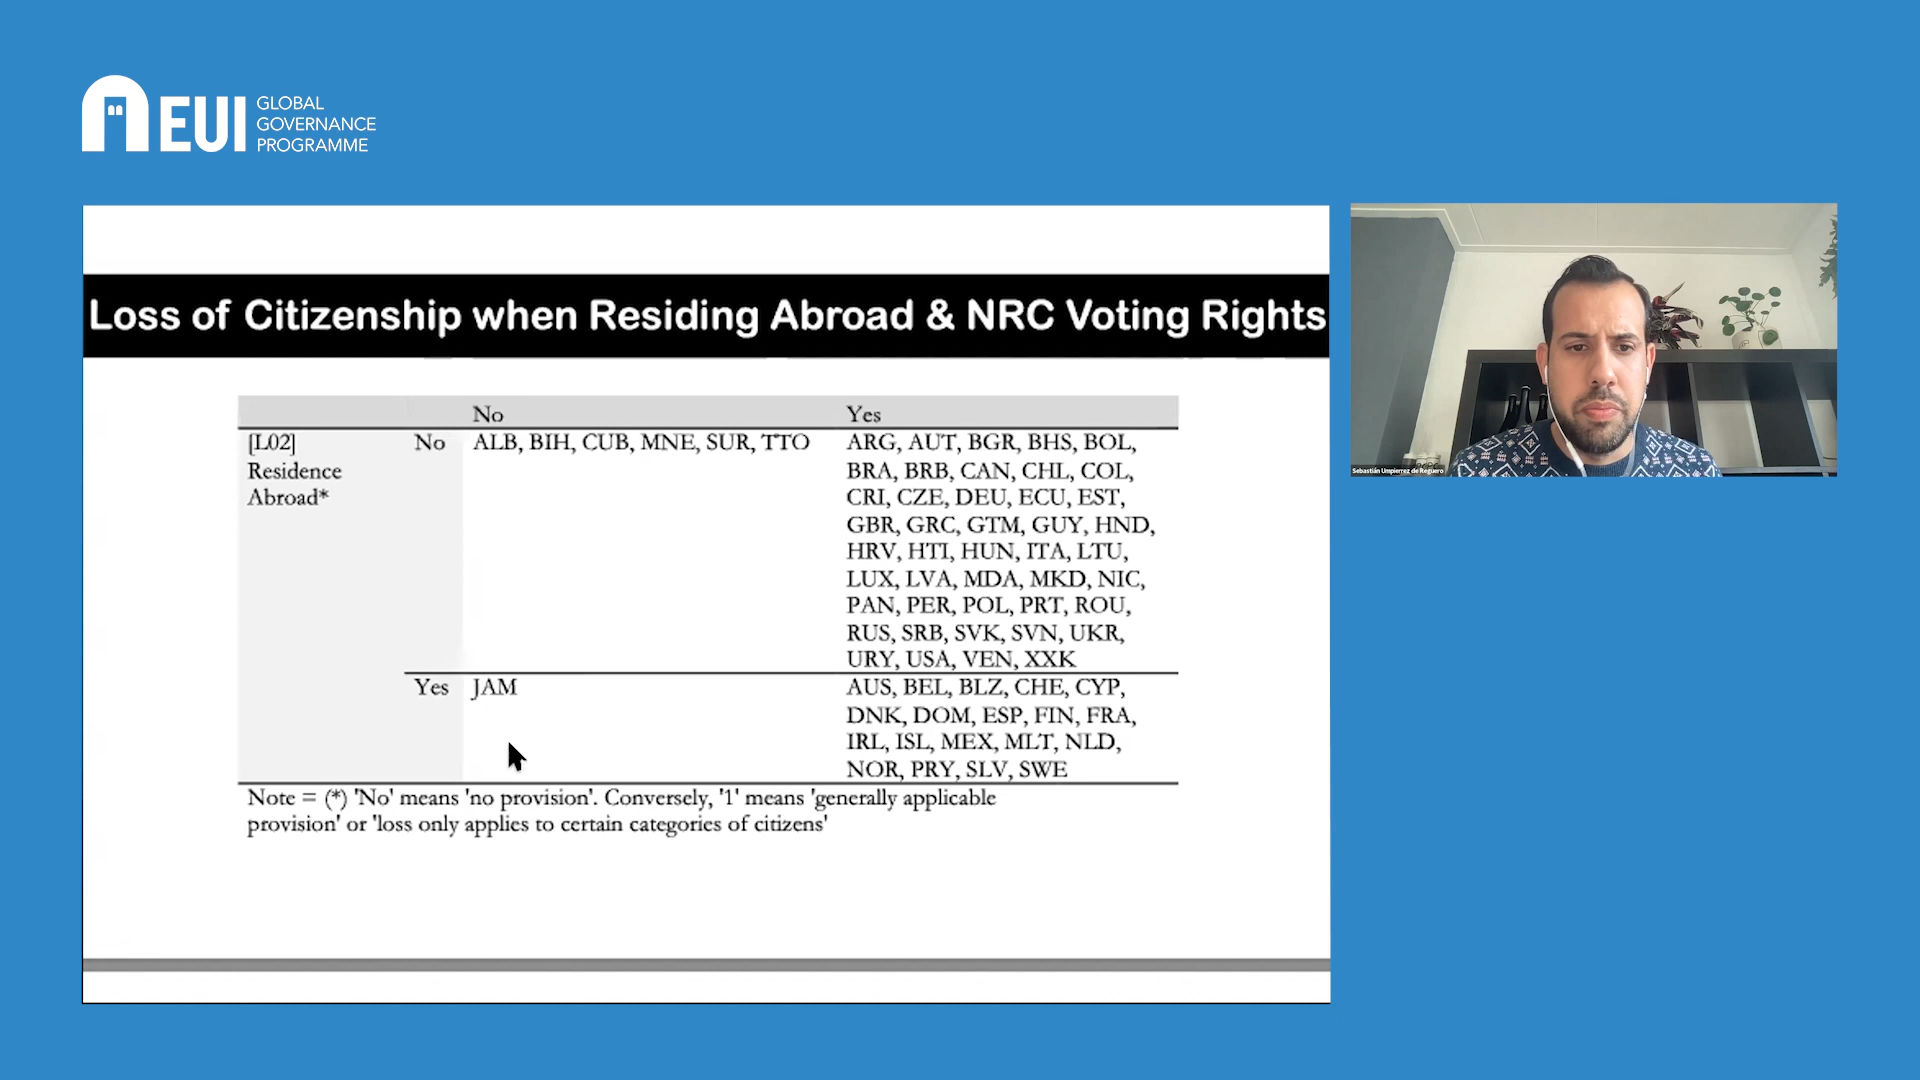 EUI
GLOBAL
GOVERNANCE
PROGRAMME
Loss of Citizenship when Residing Abroad & NRC Voting Rights
No Yes
[L02] No ALB, BIH, CUB, MNE, SUR, TTO ARG, AUT, BGR, BHS, BOL,
Residence BRA, BRB, CAN, CHL, COL,
Abroad* CRI, CZE, DEU, ECU, EST,
GBR, GRC, GTM, GUY, HND,
HRV, HTI, HUN, ITA, LTU,
LUX, LVA, MDA, MKD, NIC,
PAN, PER, POL, PRT, ROU,
RUS, SRB, SVK, SVN, UKR,
URY, USA, VEN, XXK
Yes JAM AUS, BEL, BLZ, CHE, CYP,
DNK, DOM, ESP, FIN, FRA,
IRL, ISL, MEX, MLT, NLD,
NOR, PRY, SLV, SWE
Note = (*) 'No' means 'no provision'. Conversely, '1' means 'generally applicable
provision' or 'loss only applies to certain categories of citizens'
Sebastián Umpierrez de Reguero